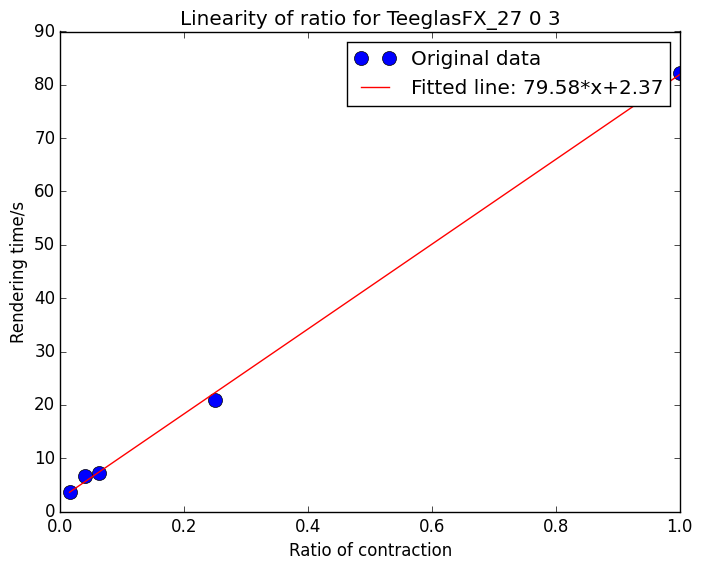 Linearity of ratio for TeeglasFX_27 0 3
Original data
Fitted line: 79.58*x+2.37
90
80
70
60
50
40
30
20
10
0
Rendering time/s
0.0 0.2 0.4 0.6 0.8 1.0
Ratio of contraction